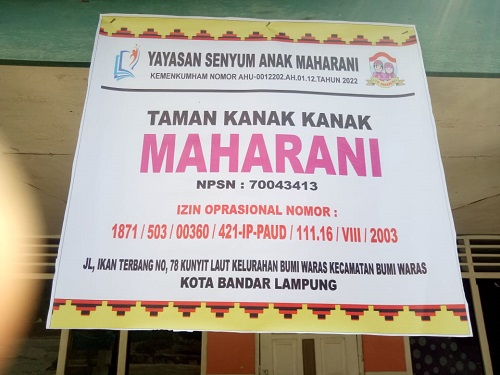 YAYASAN SENYUM ANAK MAHARANI
KEMENKUMHAM NOMOR AHU-0012202.AH.01.12.TAHUN 2022
TAMAN KANAK KANAK
MAHARANI
NPSN : 70043413
IZIN OPRASIONAL NOMOR :
1871 / 503 / 00360 / 421-IP-PAUD / 111.16 / VIII / 2003
JL, IKAN TERBANG NO, 78 KUNYIT LAUT KELURAHAN BUMI WARAS KECAMATAN BUMI WARAS
KOTA BANDAR LAMPUNG